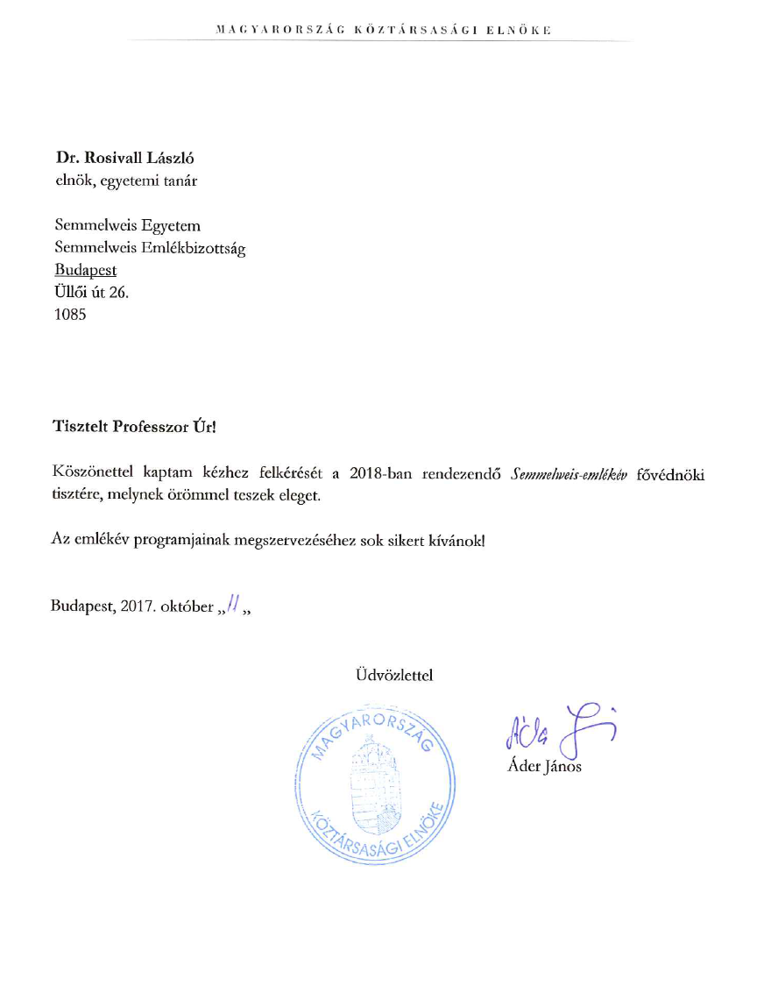 MAGYARORSZÁG KÖZTÁRSASÁGI ELNÖKE
Dr. Rosivall László
elnök, egyetemi tanár
Semmelweis Egyetem
Semmelweis Emlékbizottság
Budapest
Üllői út 26.
1085
Tisztelt Professzor Úr!
Köszönettel kaptam kézhez felkérését a 2018-ban rendezendő Semmelweis-emlékév fővédnöki
tisztére, melynek örömmel teszek eleget.
Az emlékév programjainak megszervezéséhez sok sikert kívánok!
Budapest, 2017. október „11 „
Üdvözlettel
MAGYARORSZÁG
KÖZTÁRSASÁGI ELNÖKE
Áder János